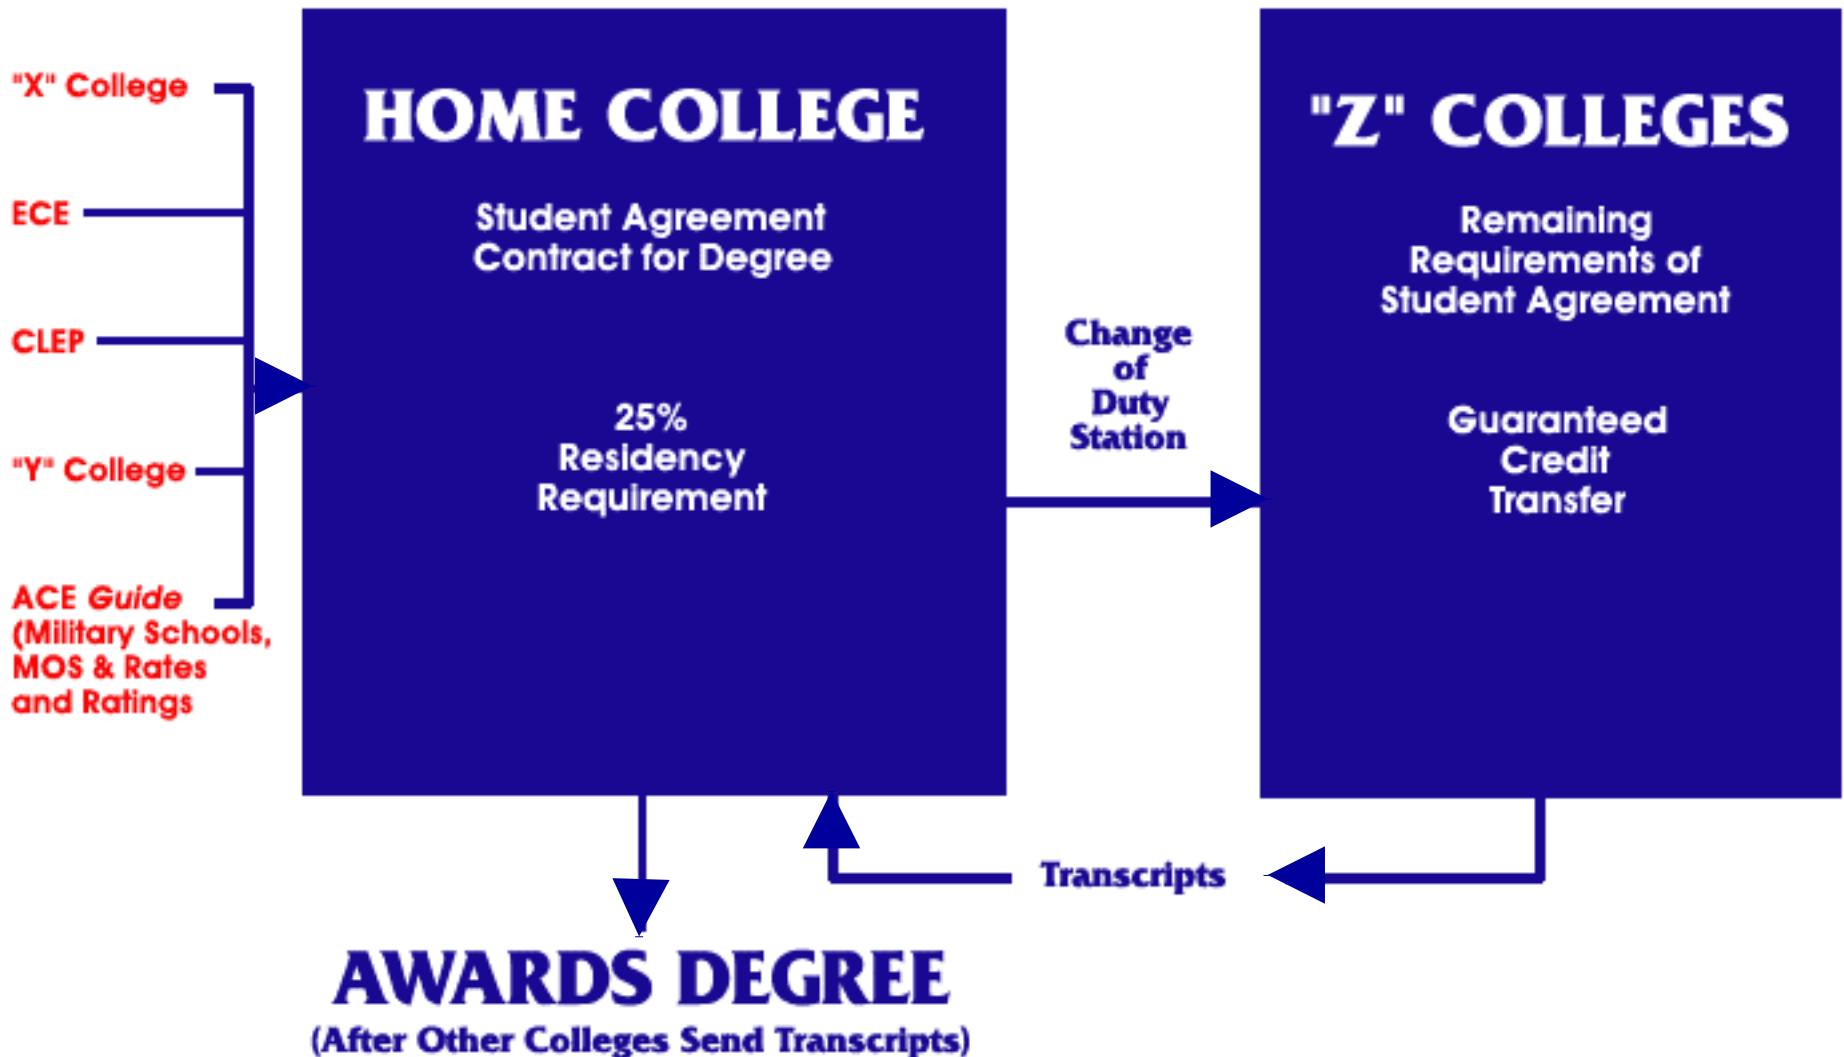 "X" College
ECE
CLEP
"Y" College
ACE Guide
(Military Schools,
MOS & Rates
and Ratings
HOME COLLEGE
Student Agreement
Contract for Degree
25%
Residency
Requirement
Change
of
Duty
Station
"Z" COLLEGES
Remaining
Requirements of
Student Agreement
Guaranteed
Credit
Transfer
Transcripts
AWARDS DEGREE
(After Other Colleges Send Transcripts)